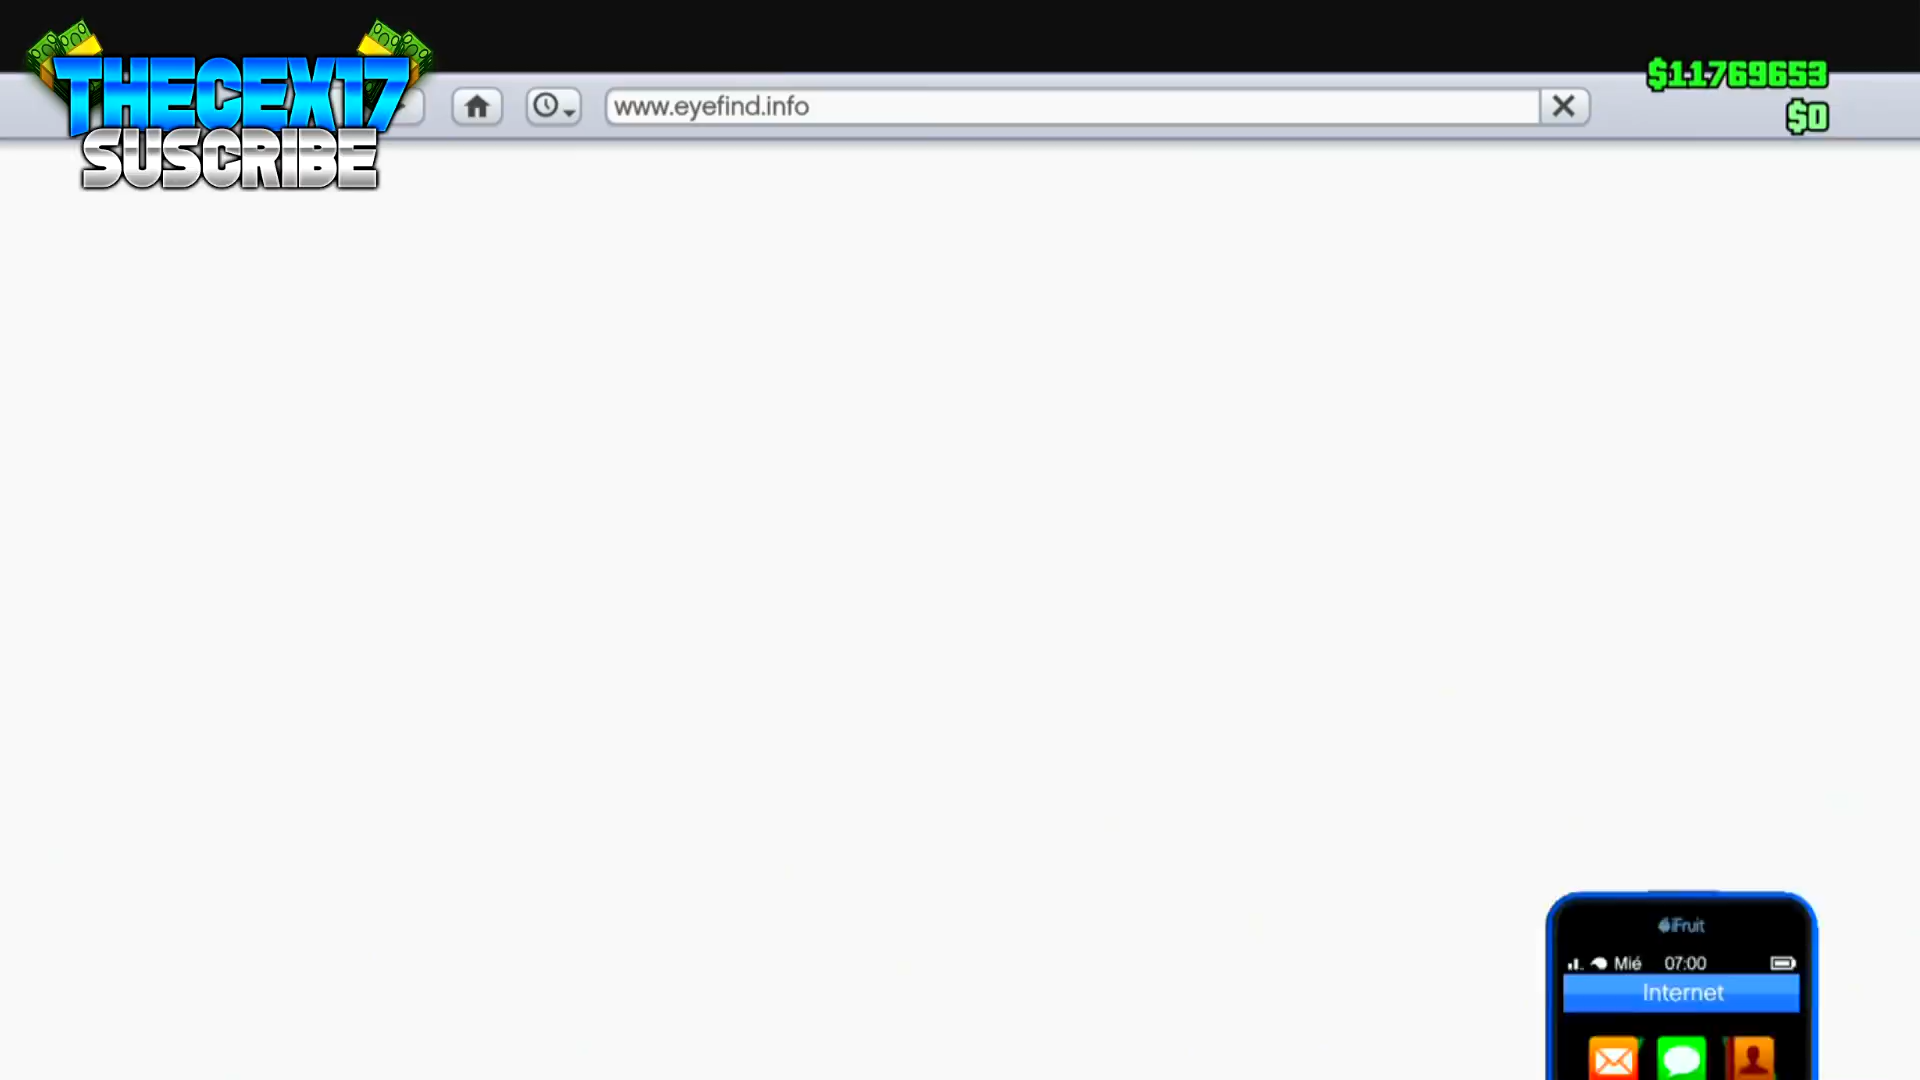 THECEX17
SUSCRIBE
www.eyefind.info
$11769653
$0
iFruit
Mié 07:00
Internet